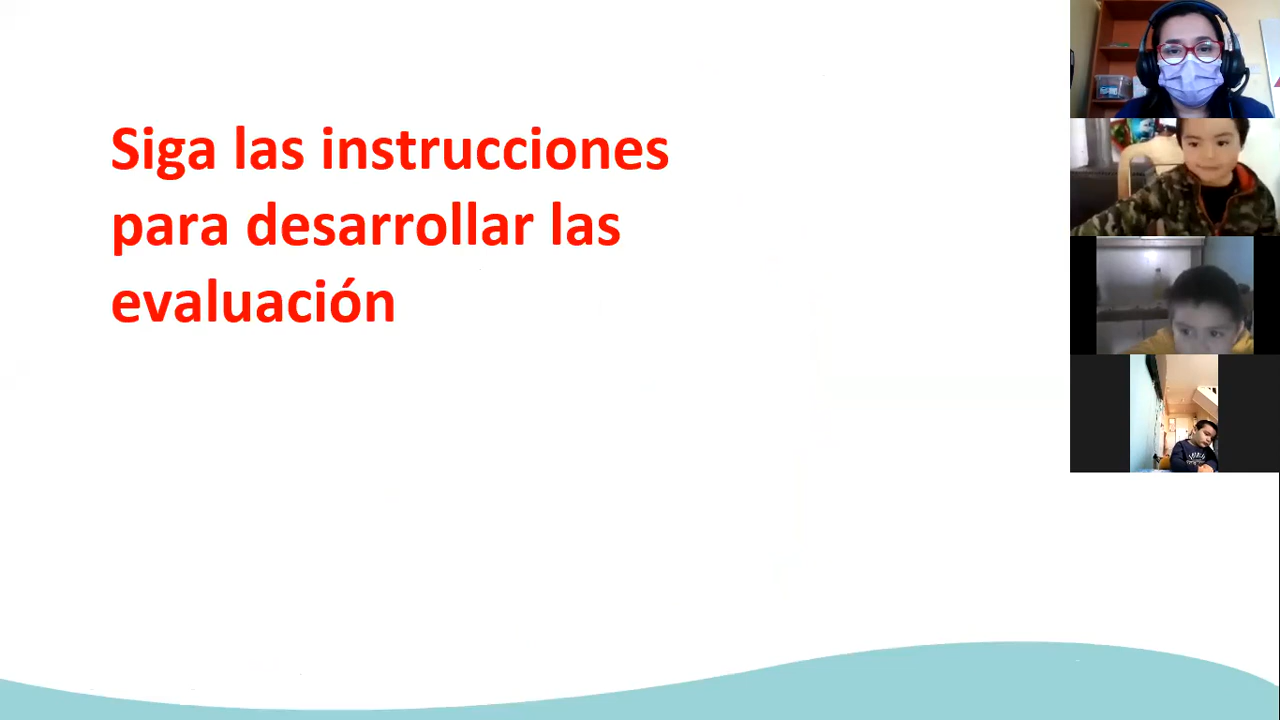 Siga las instrucciones
para desarrollar las
evaluación